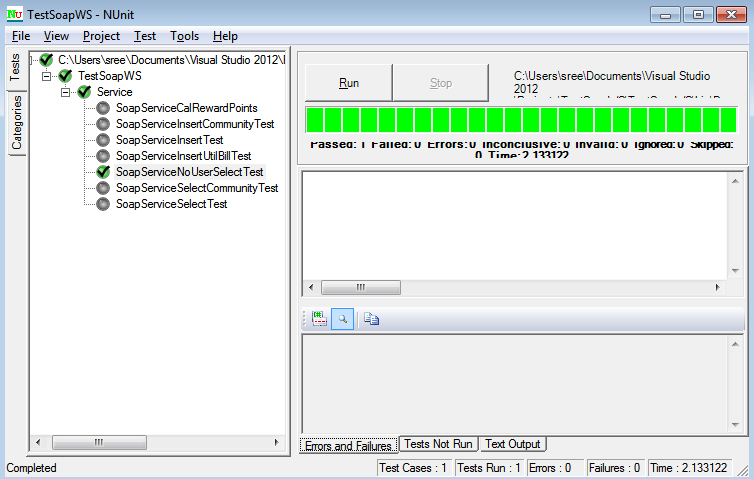 TestSoapWS - NUnit
File View Project Test Tools Help
Tests
Categories
C:\Users\sree\Documents\Visual Studio 2012\
TestSoapWS
Service
SoapServiceCalRewardPoints
SoapServiceInsertCommunityTest
SoapServiceInsertTest
SoapServiceInsertUtilBillTest
SoapServiceNoUserSelectTest
SoapServiceSelectCommunityTest
SoapServiceSelectTest
Run Stop
C:\Users\sree\Documents\Visual Studio
2012
Passed: 1 Failed: 0 Errors: 0 Inconclusive: 0 Invalid: 0 Ignored: 0 Skipped:
0 Time: 2.133122
Errors and Failures Tests Not Run Text Output
Completed Test Cases : 1 Tests Run : 1 Errors : 0 Failures : 0 Time : 2.133122